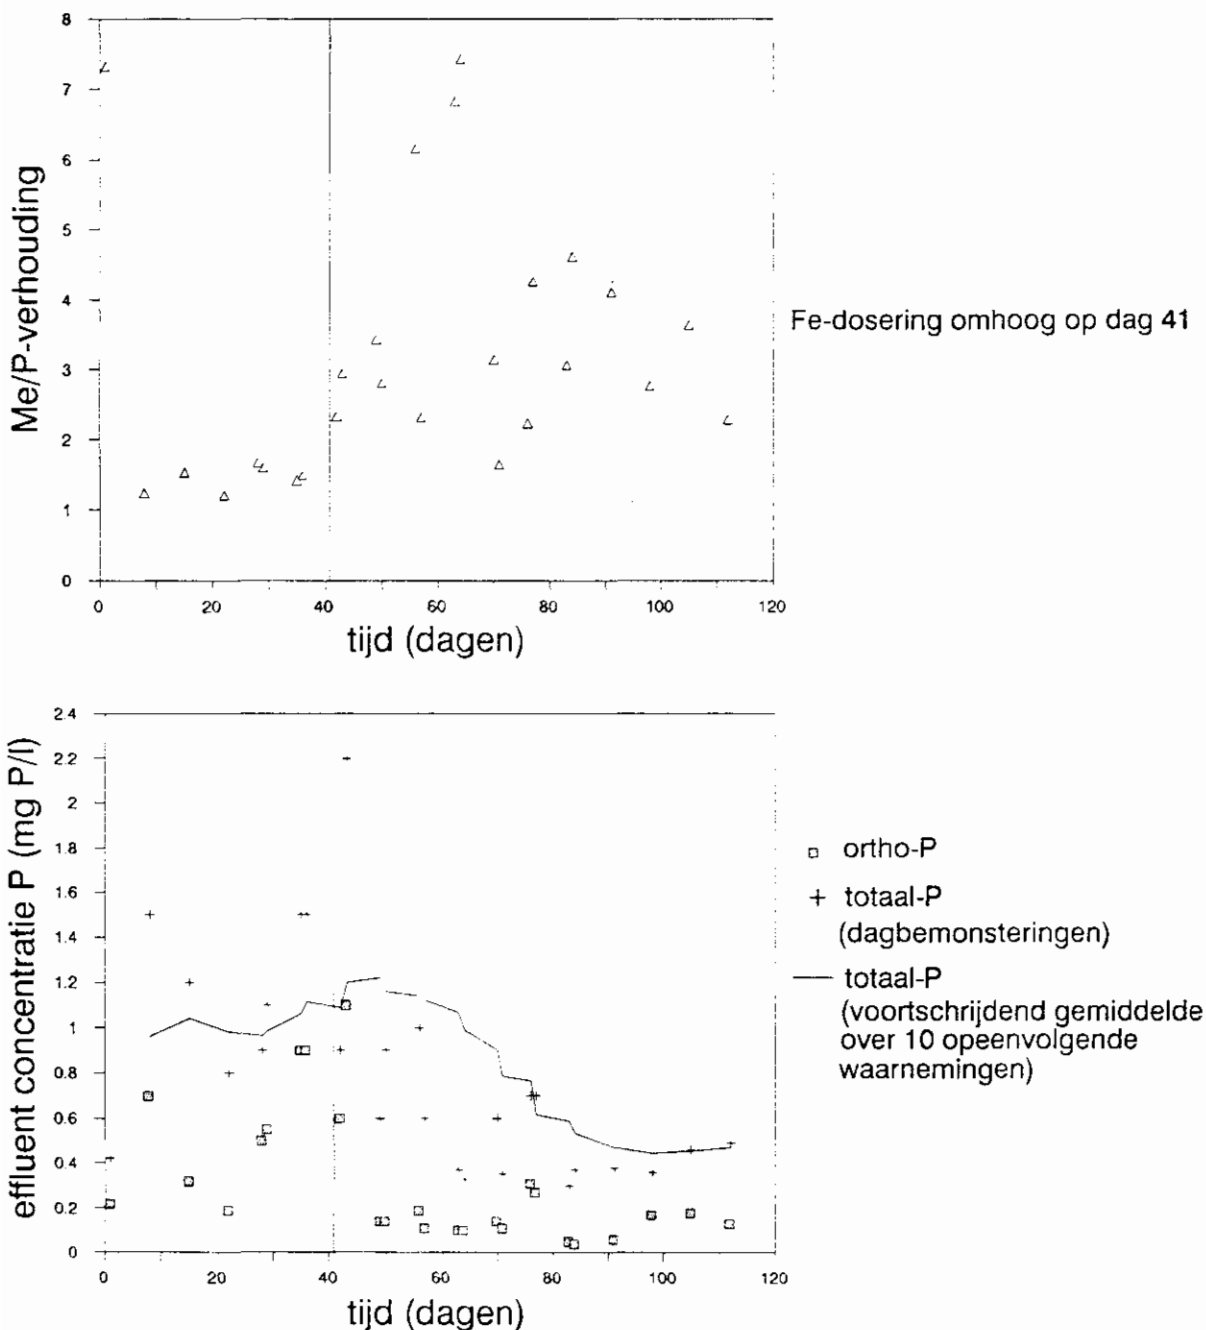 8
7
6
5
4
3
2
1
0
Me/P-verhouding
0 20 40 60 80 100 120
tijd (dagen)
Fe-dosering omhoog op dag 41
2.4
2.2
2
1.8
1.6
1.4
1.2
1
0.8
0.6
0.4
0.2
0
effluent concentratie P (mg P/l)
0 20 40 60 80 100 120
tijd (dagen)
ortho-P
totaal-P
(dagbemonsteringen)
totaal-P
(voortschrijdend gemiddelde
over 10 opeenvolgende
waarnemingen)